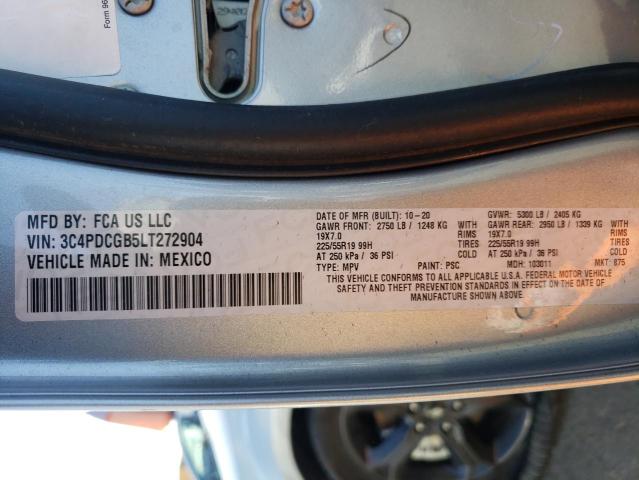 Form 96
MFD BY: FCA US LLC
VIN: 3C4PDCGB5LT272904
VEHICLE MADE IN: MEXICO
DATE OF MFR (BUILT): 10-20 GVWR: 5300 LB / 2405 KG
GAWR FRONT: 2750 LB / 1248 KG WITH GAWR REAR: 2950 LB / 1339 KG WITH
19X7.0 RIMS 19X7.0 RIMS
225/55R19 99H TIRES 225/55R19 99H TIRES
AT 250 kPa / 36 PSI COLD AT 250 kPa / 36 PSI COLD
TYPE: MPV PAINT: PSC
THIS VEHICLE CONFORMS TO ALL APPLICABLE U.S.A. FEDERAL MOTOR VEHICLE
SAFETY AND THEFT PREVENTION STANDARDS IN EFFECT ON THE DATE OF
MANUFACTURE SHOWN ABOVE. MDH: 103011 MKT: 875